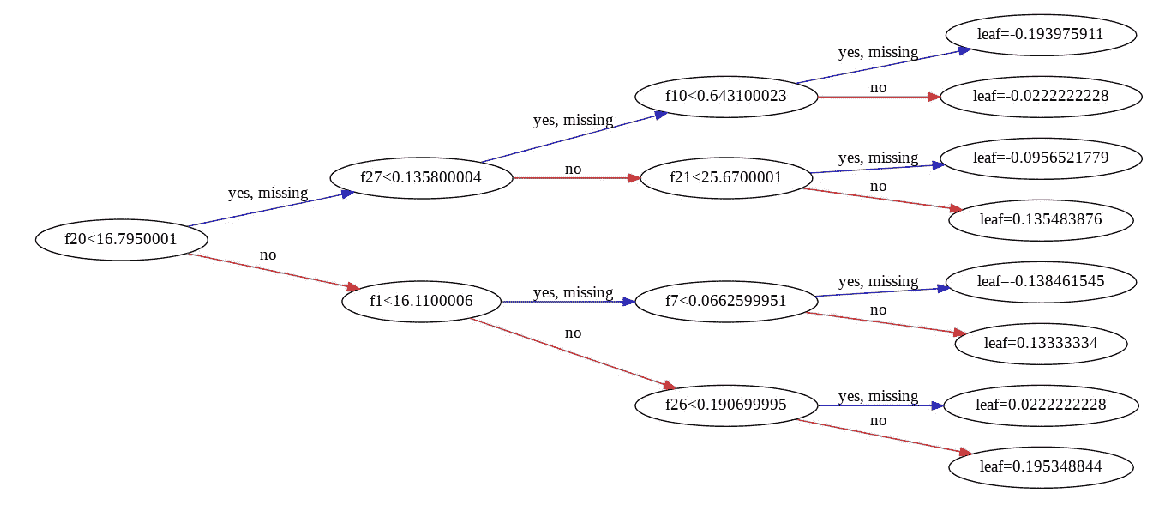 yes, missing
leaf=-0.193975911
f10<0.643100023
no
leaf=-0.0222222228
yes, missing
f27<0.135800004
no
f21<25.6700001
yes, missing
leaf=-0.0956521779
no
leaf=0.135483876
yes, missing
f20<16.7950001
no
f1<16.1100006
yes, missing
f7<0.0662599951
yes, missing
leaf=-0.138461545
no
leaf=0.13333334
no
f26<0.190699995
yes, missing
leaf=0.0222222228
no
leaf=0.195348844